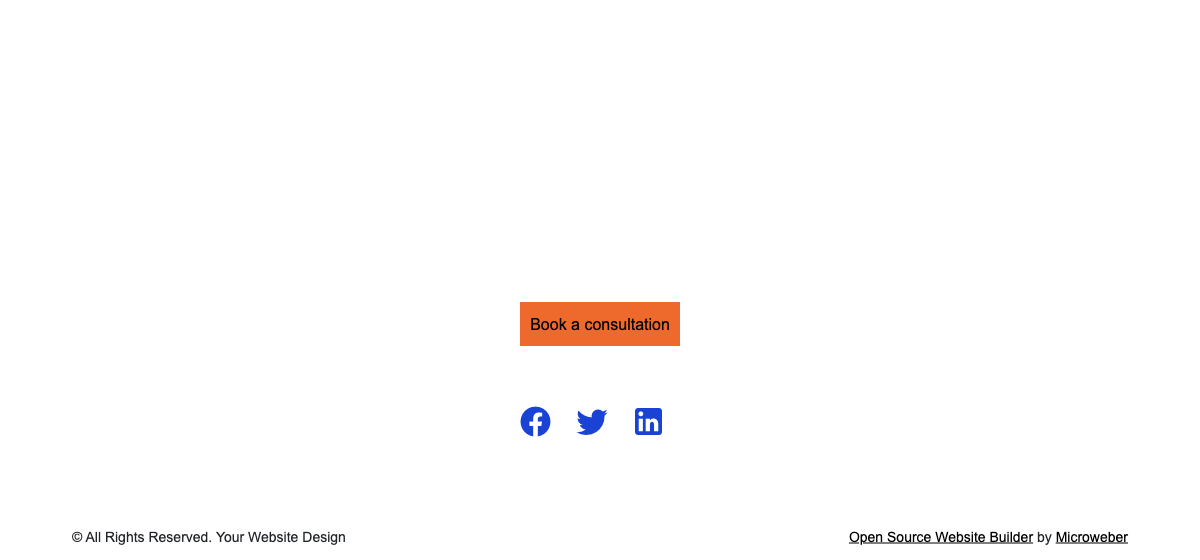 Book a consultation
© All Rights Reserved. Your Website Design
Open Source Website Builder by Microweber